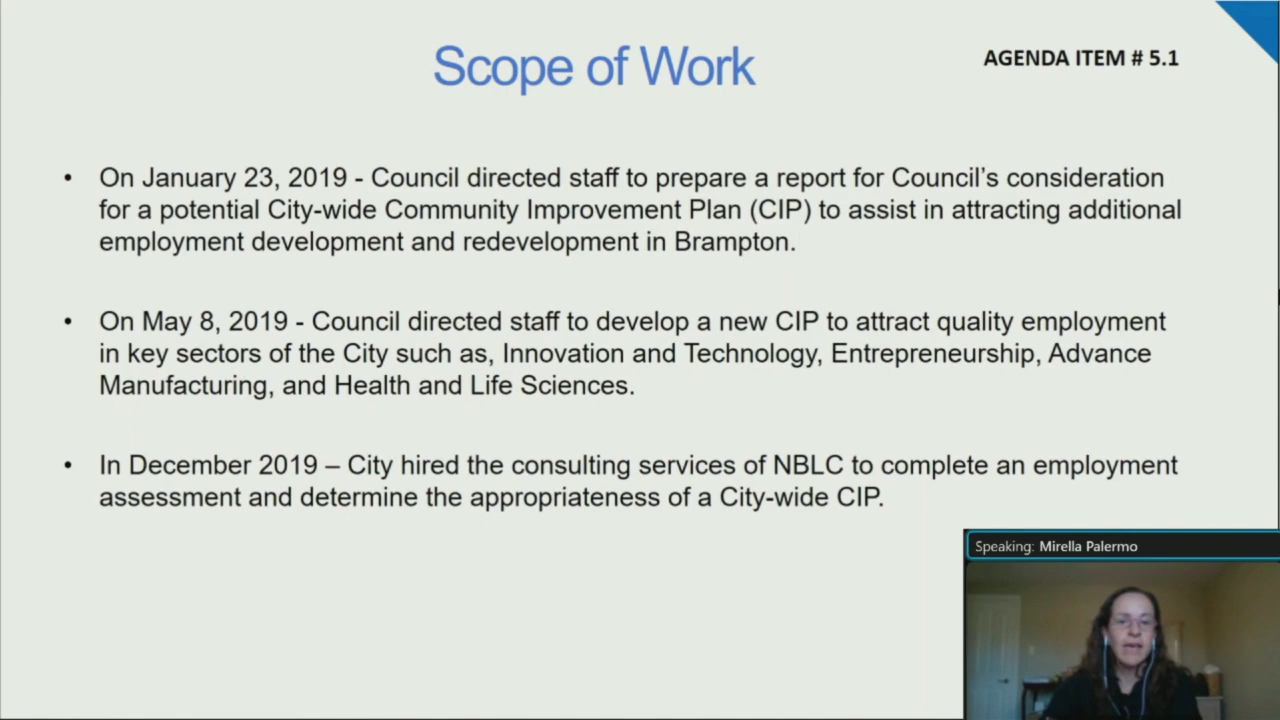 Scope of Work
AGENDA ITEM # 5.1
• On January 23, 2019 - Council directed staff to prepare a report for Council’s consideration
for a potential City-wide Community Improvement Plan (CIP) to assist in attracting additional
employment development and redevelopment in Brampton.
• On May 8, 2019 - Council directed staff to develop a new CIP to attract quality employment
in key sectors of the City such as, Innovation and Technology, Entrepreneurship, Advance
Manufacturing, and Health and Life Sciences.
• In December 2019 – City hired the consulting services of NBLC to complete an employment
assessment and determine the appropriateness of a City-wide CIP.
Speaking: Mirella Palermo